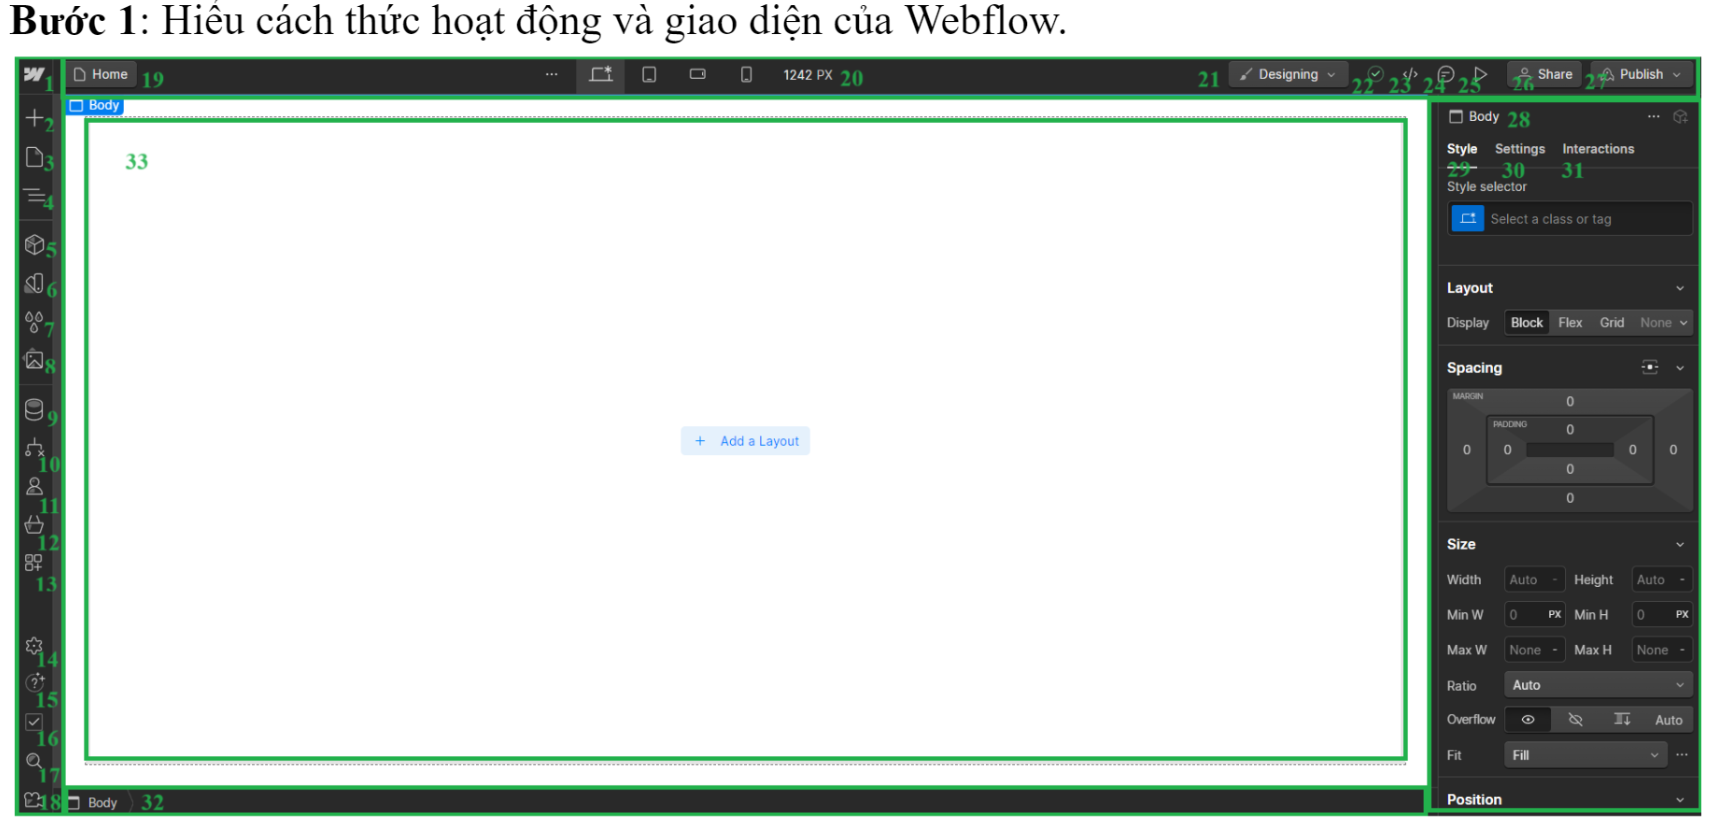 Bước 1: Hiểu cách thức hoạt động và giao diện của Webflow.
1 Home 19 ... 1242 PX 20 21 Designing 22 23 24 25 Share 26 Publish 27
Body
2
3
4
5
6
7
8
9
10
11
12
13
14
15
16
17
18
33
+ Add a Layout
Body 28 ...
Style Settings Interactions
29 30 31
Style selector
Select a class or tag
Layout
Display Block Flex Grid None
Spacing
MARGIN
0
PADDING
0
0 0 0 0
0
0
Size
Width Auto - Height Auto -
Min W 0 PX Min H 0 PX
Max W None - Max H None -
Ratio Auto
Overflow Auto
Fit Fill ...
Position
Body 32